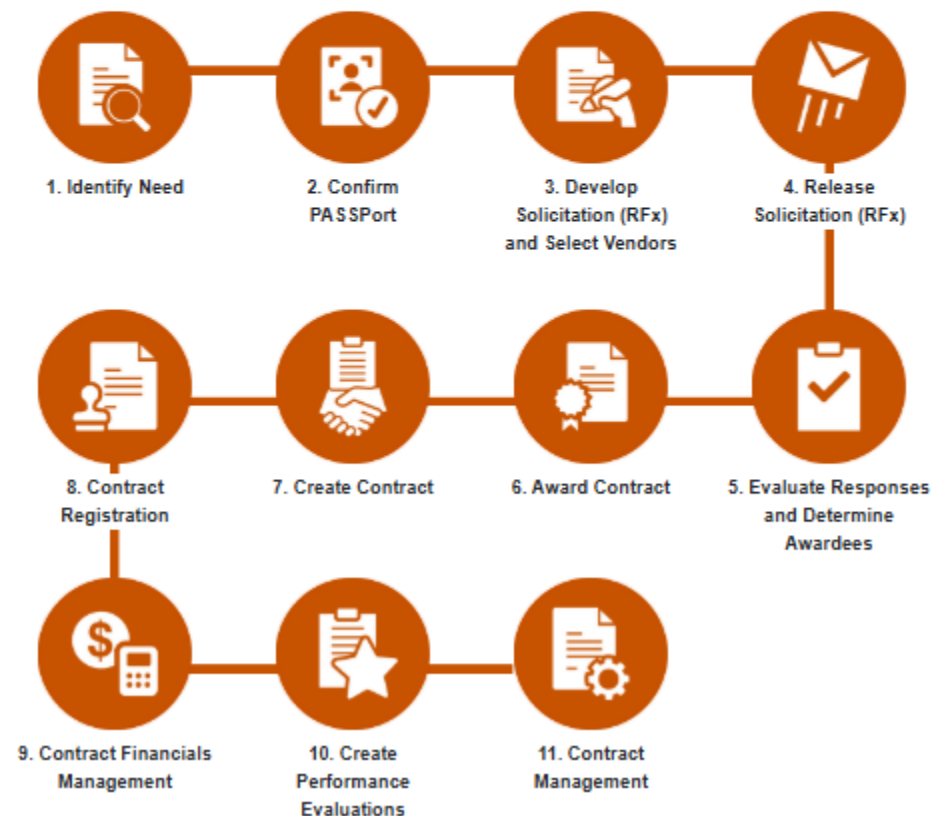 1. Identify Need
2. Confirm
PASSPort
3. Develop
Solicitation (RFx)
and Select Vendors
4. Release
Solicitation (RFx)
5. Evaluate Responses
and Determine
Awardees
6. Award Contract
7. Create Contract
8. Contract
Registration
$
9. Contract Financials
Management
10. Create
Performance
Evaluations
11. Contract
Management